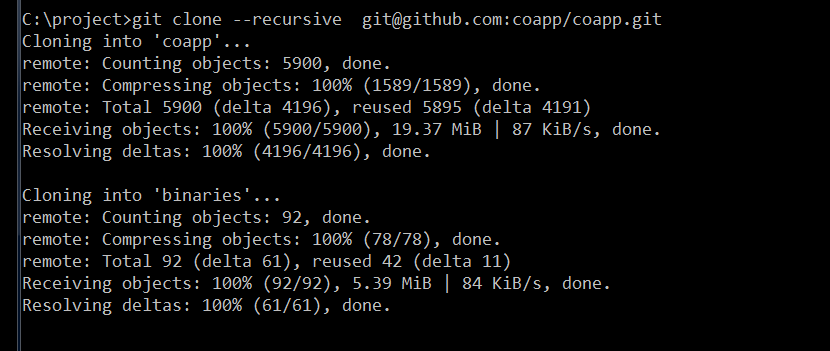 C:\project>git clone --recursive  git@github.com:coapp/coapp.git
Cloning into 'coapp'...
remote: Counting objects: 5900, done.
remote: Compressing objects: 100% (1589/1589), done.
remote: Total 5900 (delta 4196), reused 5895 (delta 4191)
Receiving objects: 100% (5900/5900), 19.37 MiB | 87 KiB/s, done.
Resolving deltas: 100% (4196/4196), done.
Cloning into 'binaries'...
remote: Counting objects: 92, done.
remote: Compressing objects: 100% (78/78), done.
remote: Total 92 (delta 61), reused 42 (delta 11)
Receiving objects: 100% (92/92), 5.39 MiB | 84 KiB/s, done.
Resolving deltas: 100% (61/61), done.